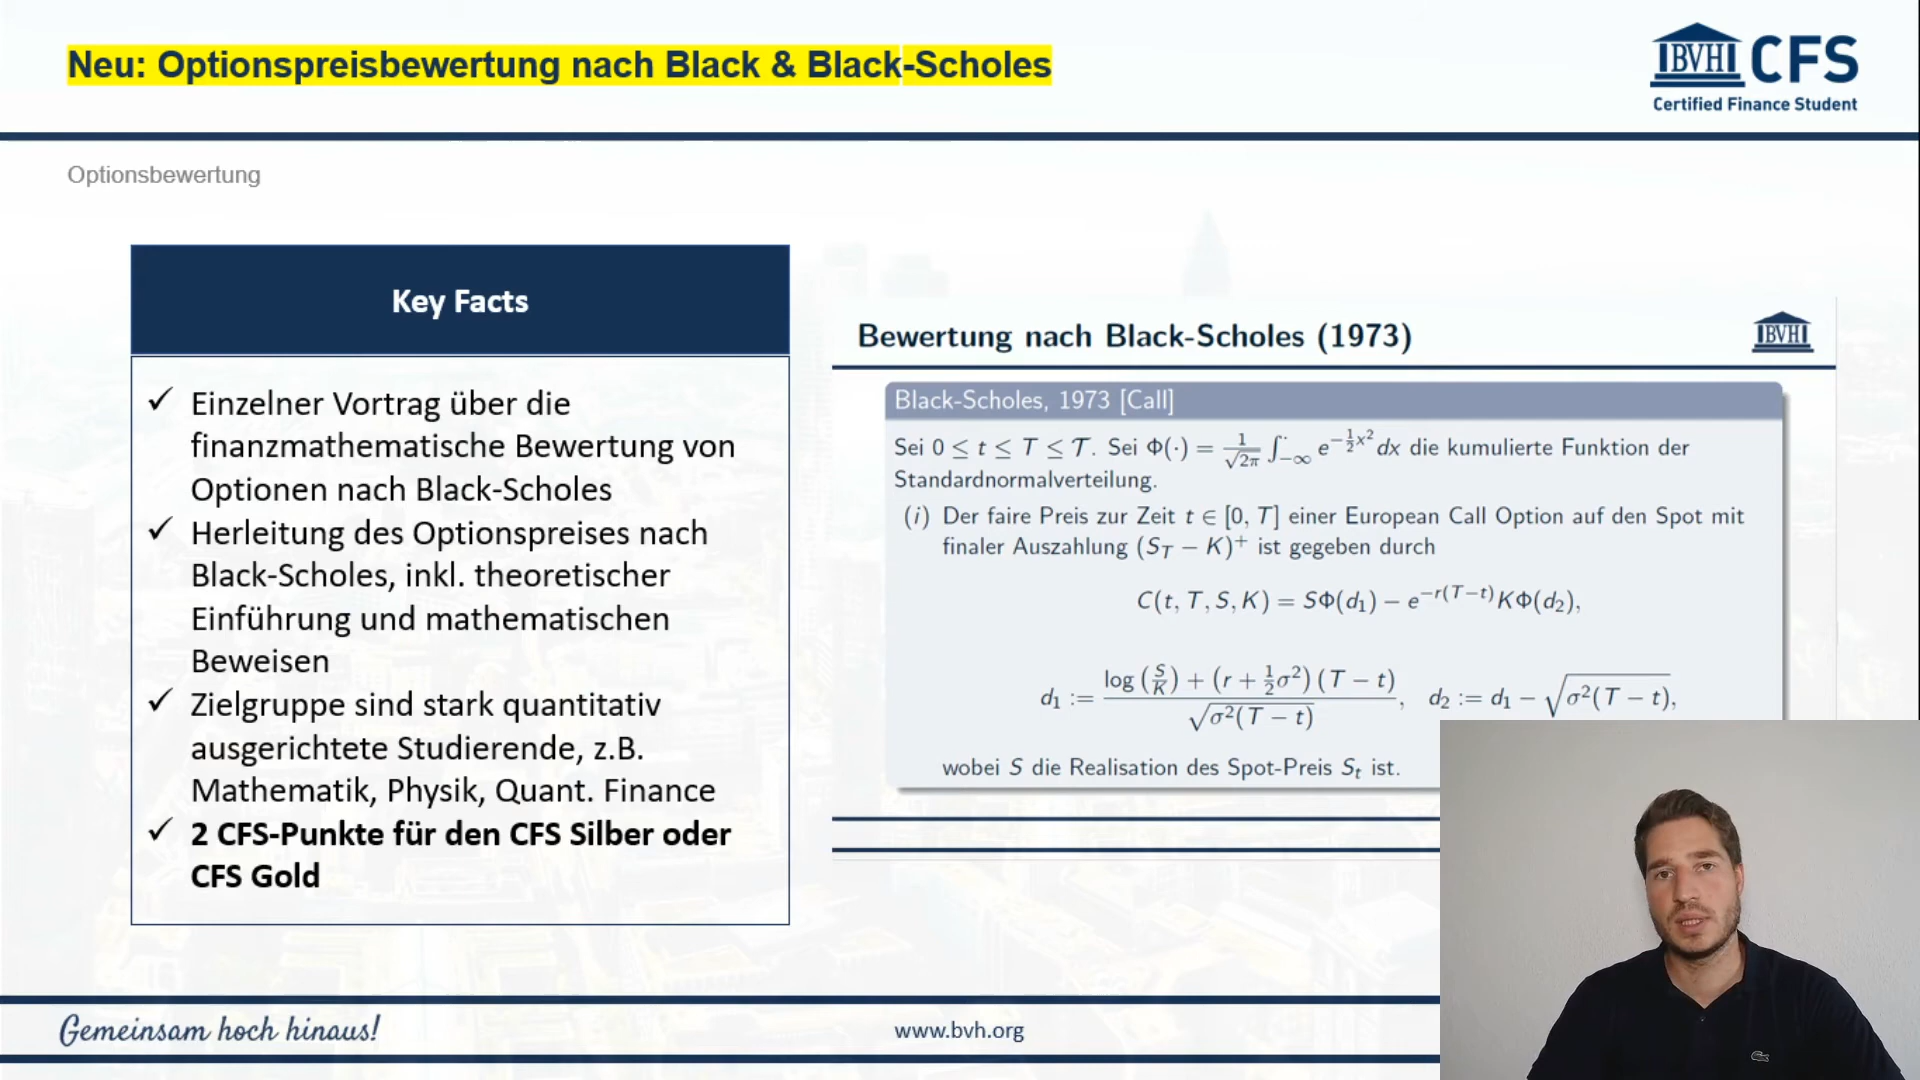 Neu: Optionspreisbewertung nach Black & Black-Scholes
BVH CFS
Certified Finance Student
Optionsbewertung
Key Facts
✓ Einzelner Vortrag über die
finanzmathematische Bewertung von
Optionen nach Black-Scholes
✓ Herleitung des Optionspreises nach
Black-Scholes, inkl. theoretischer
Einführung und mathematischen
Beweisen
✓ Zielgruppe sind stark quantitativ
ausgerichtete Studierende, z.B.
Mathematik, Physik, Quant. Finance
✓ 2 CFS-Punkte für den CFS Silber oder
CFS Gold
Bewertung nach Black-Scholes (1973)
BVH
Black-Scholes, 1973 [Call]
Sei 0 ≤ t ≤ T ≤ 𝒯. Sei Φ(·) = 1/√2π ∫_{-∞}^{·} e^{-½x²} dx die kumulierte Funktion der
Standardnormalverteilung.
(i) Der faire Preis zur Zeit t ∈ [0, T] einer European Call Option auf den Spot mit
finaler Auszahlung (S_T − K)⁺ ist gegeben durch
C(t, T, S, K) = SΦ(d₁) − e^{−r(T−t)}KΦ(d₂),
d₁ := (log (S/K) + (r + ½σ²) (T − t)) / √(σ²(T − t)), d₂ := d₁ − √(σ²(T − t)),
wobei S die Realisation des Spot-Preis S_t ist.
Gemeinsam hoch hinaus!
www.bvh.org